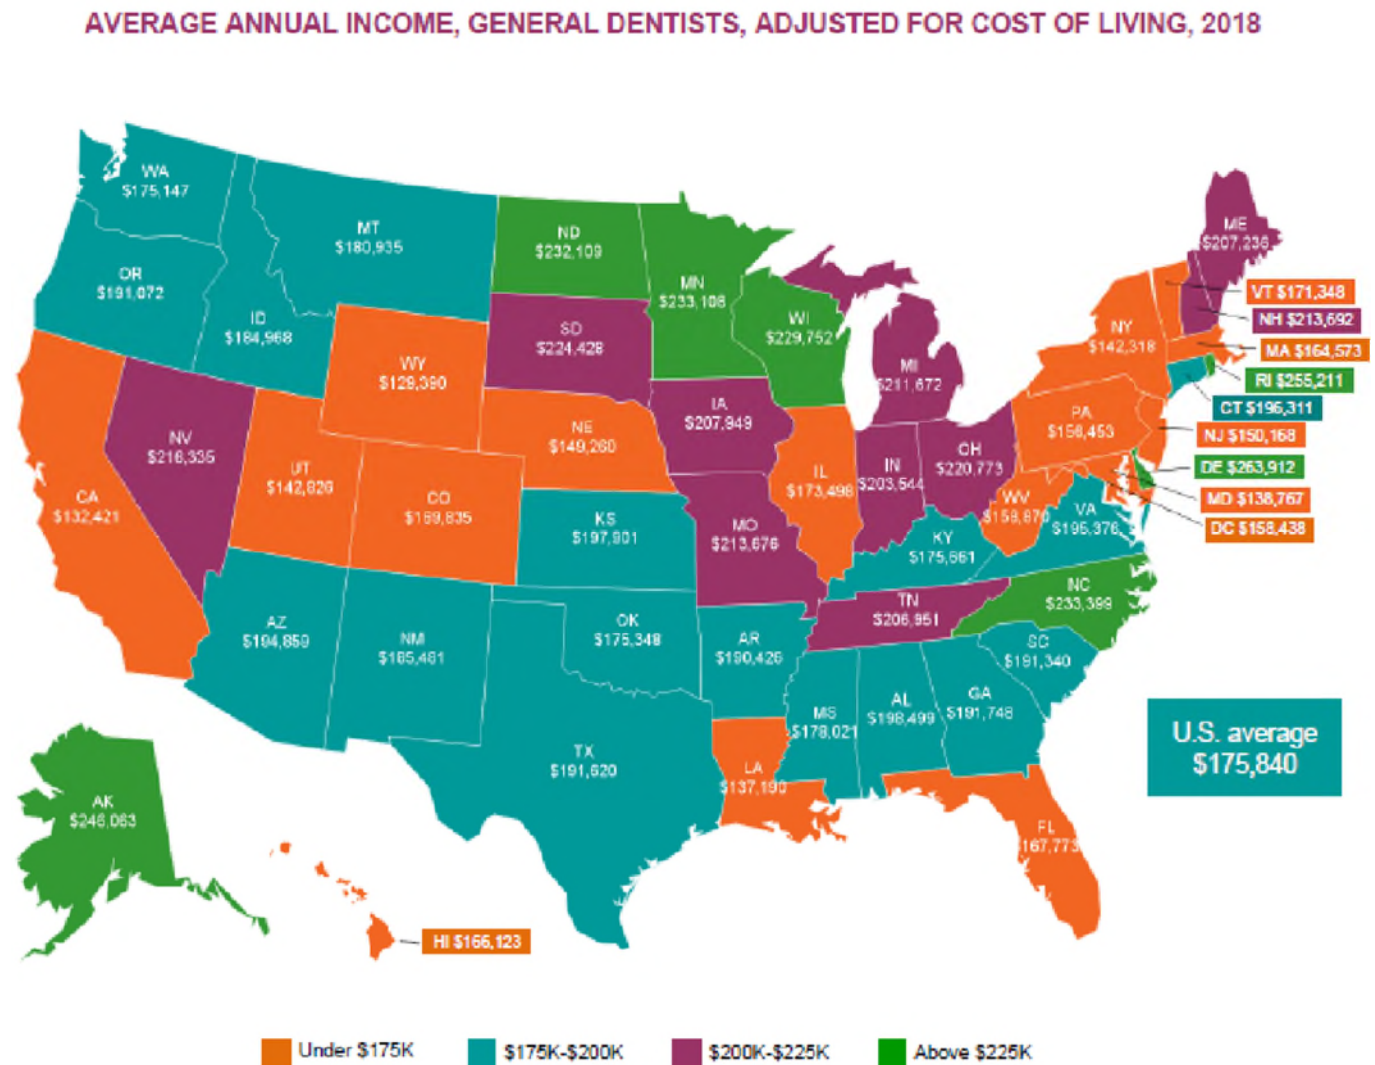 AVERAGE ANNUAL INCOME, GENERAL DENTISTS, ADJUSTED FOR COST OF LIVING, 2018
WA
$175,147
MT
$180,935
ND
$232,109
MN
$233,108
ME
$207,236
OR
$191,072
ID
$184,968
SD
$224,428
WI
$229,752
VT $171,348
NH $213,692
NY
$142,318
MA $164,573
WY
$129,390
MI
$211,672
RI $255,211
IA
$207,949
CT $196,311
PA
$156,453
NJ $150,168
NV
$216,335
NE
$149,260
OH
$220,773
DE $263,912
UT
$142,826
IL
$173,498
IN
$203,544
CA
$132,421
CO
$169,835
WV
MD $138,767
KS
$197,901
MO
$213,676
VA
$195,376
DC $158,438
KY
$175,661
NC
$233,399
TN
$206,951
AZ
$194,859
NM
$185,481
OK
$175,348
AR
$190,426
SC
$191,340
MS
$178,021
AL
$198,499
GA
$191,748
U.S. average
$175,840
TX
$191,620
LA
$137,190
AK
$246,063
FL
$167,773
HI $166,123
Under $175K
$175K-$200K
$200K-$225K
Above $225K